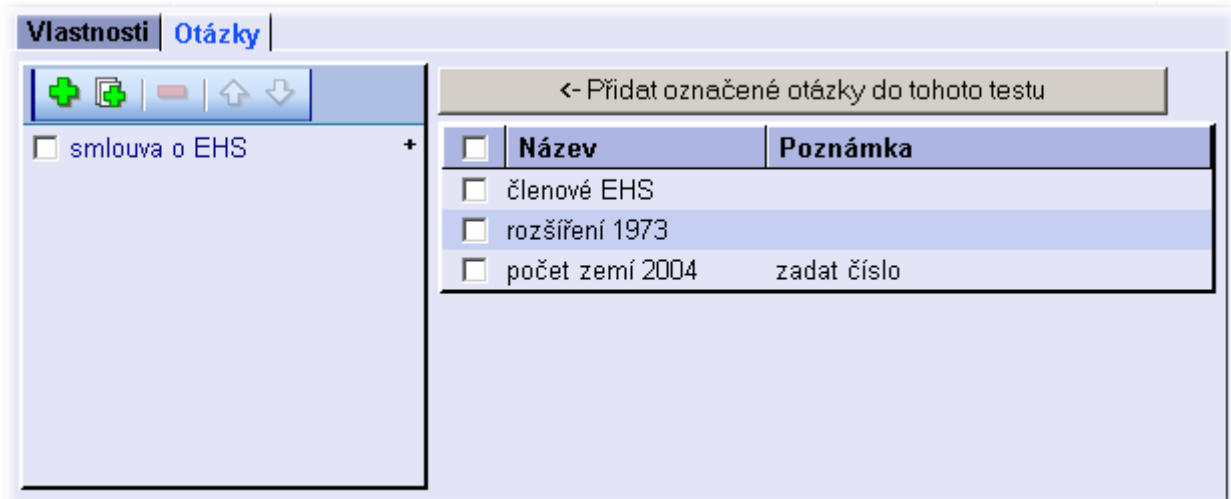 Vlastnosti Otázky
<- Přidat označené otázky do tohoto testu
smlouva o EHS +
Název Poznámka
členové EHS
rozšíření 1973
počet zemí 2004 zadat číslo